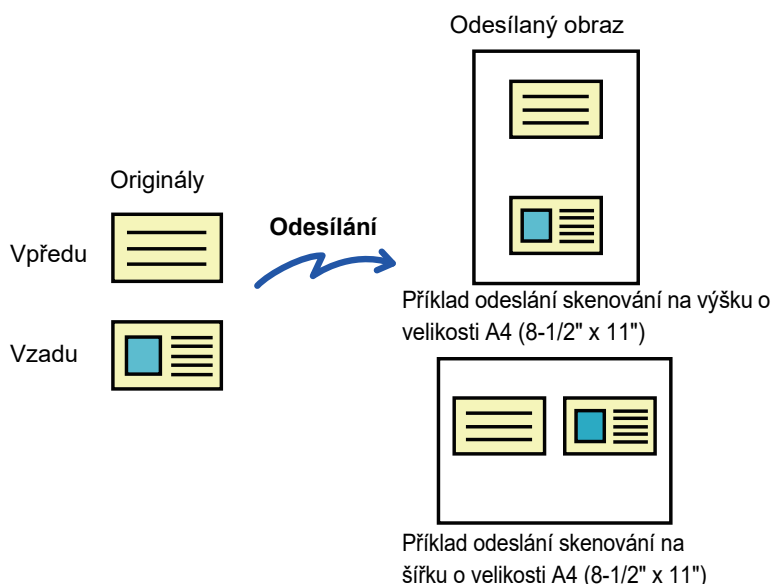 Odesílaný obraz
Originály
Vpředu
Odesílání
Vzadu
Příklad odeslání skenování na výšku o
velikosti A4 (8-1/2" x 11")
Příklad odeslání skenování na
šířku o velikosti A4 (8-1/2" x 11")